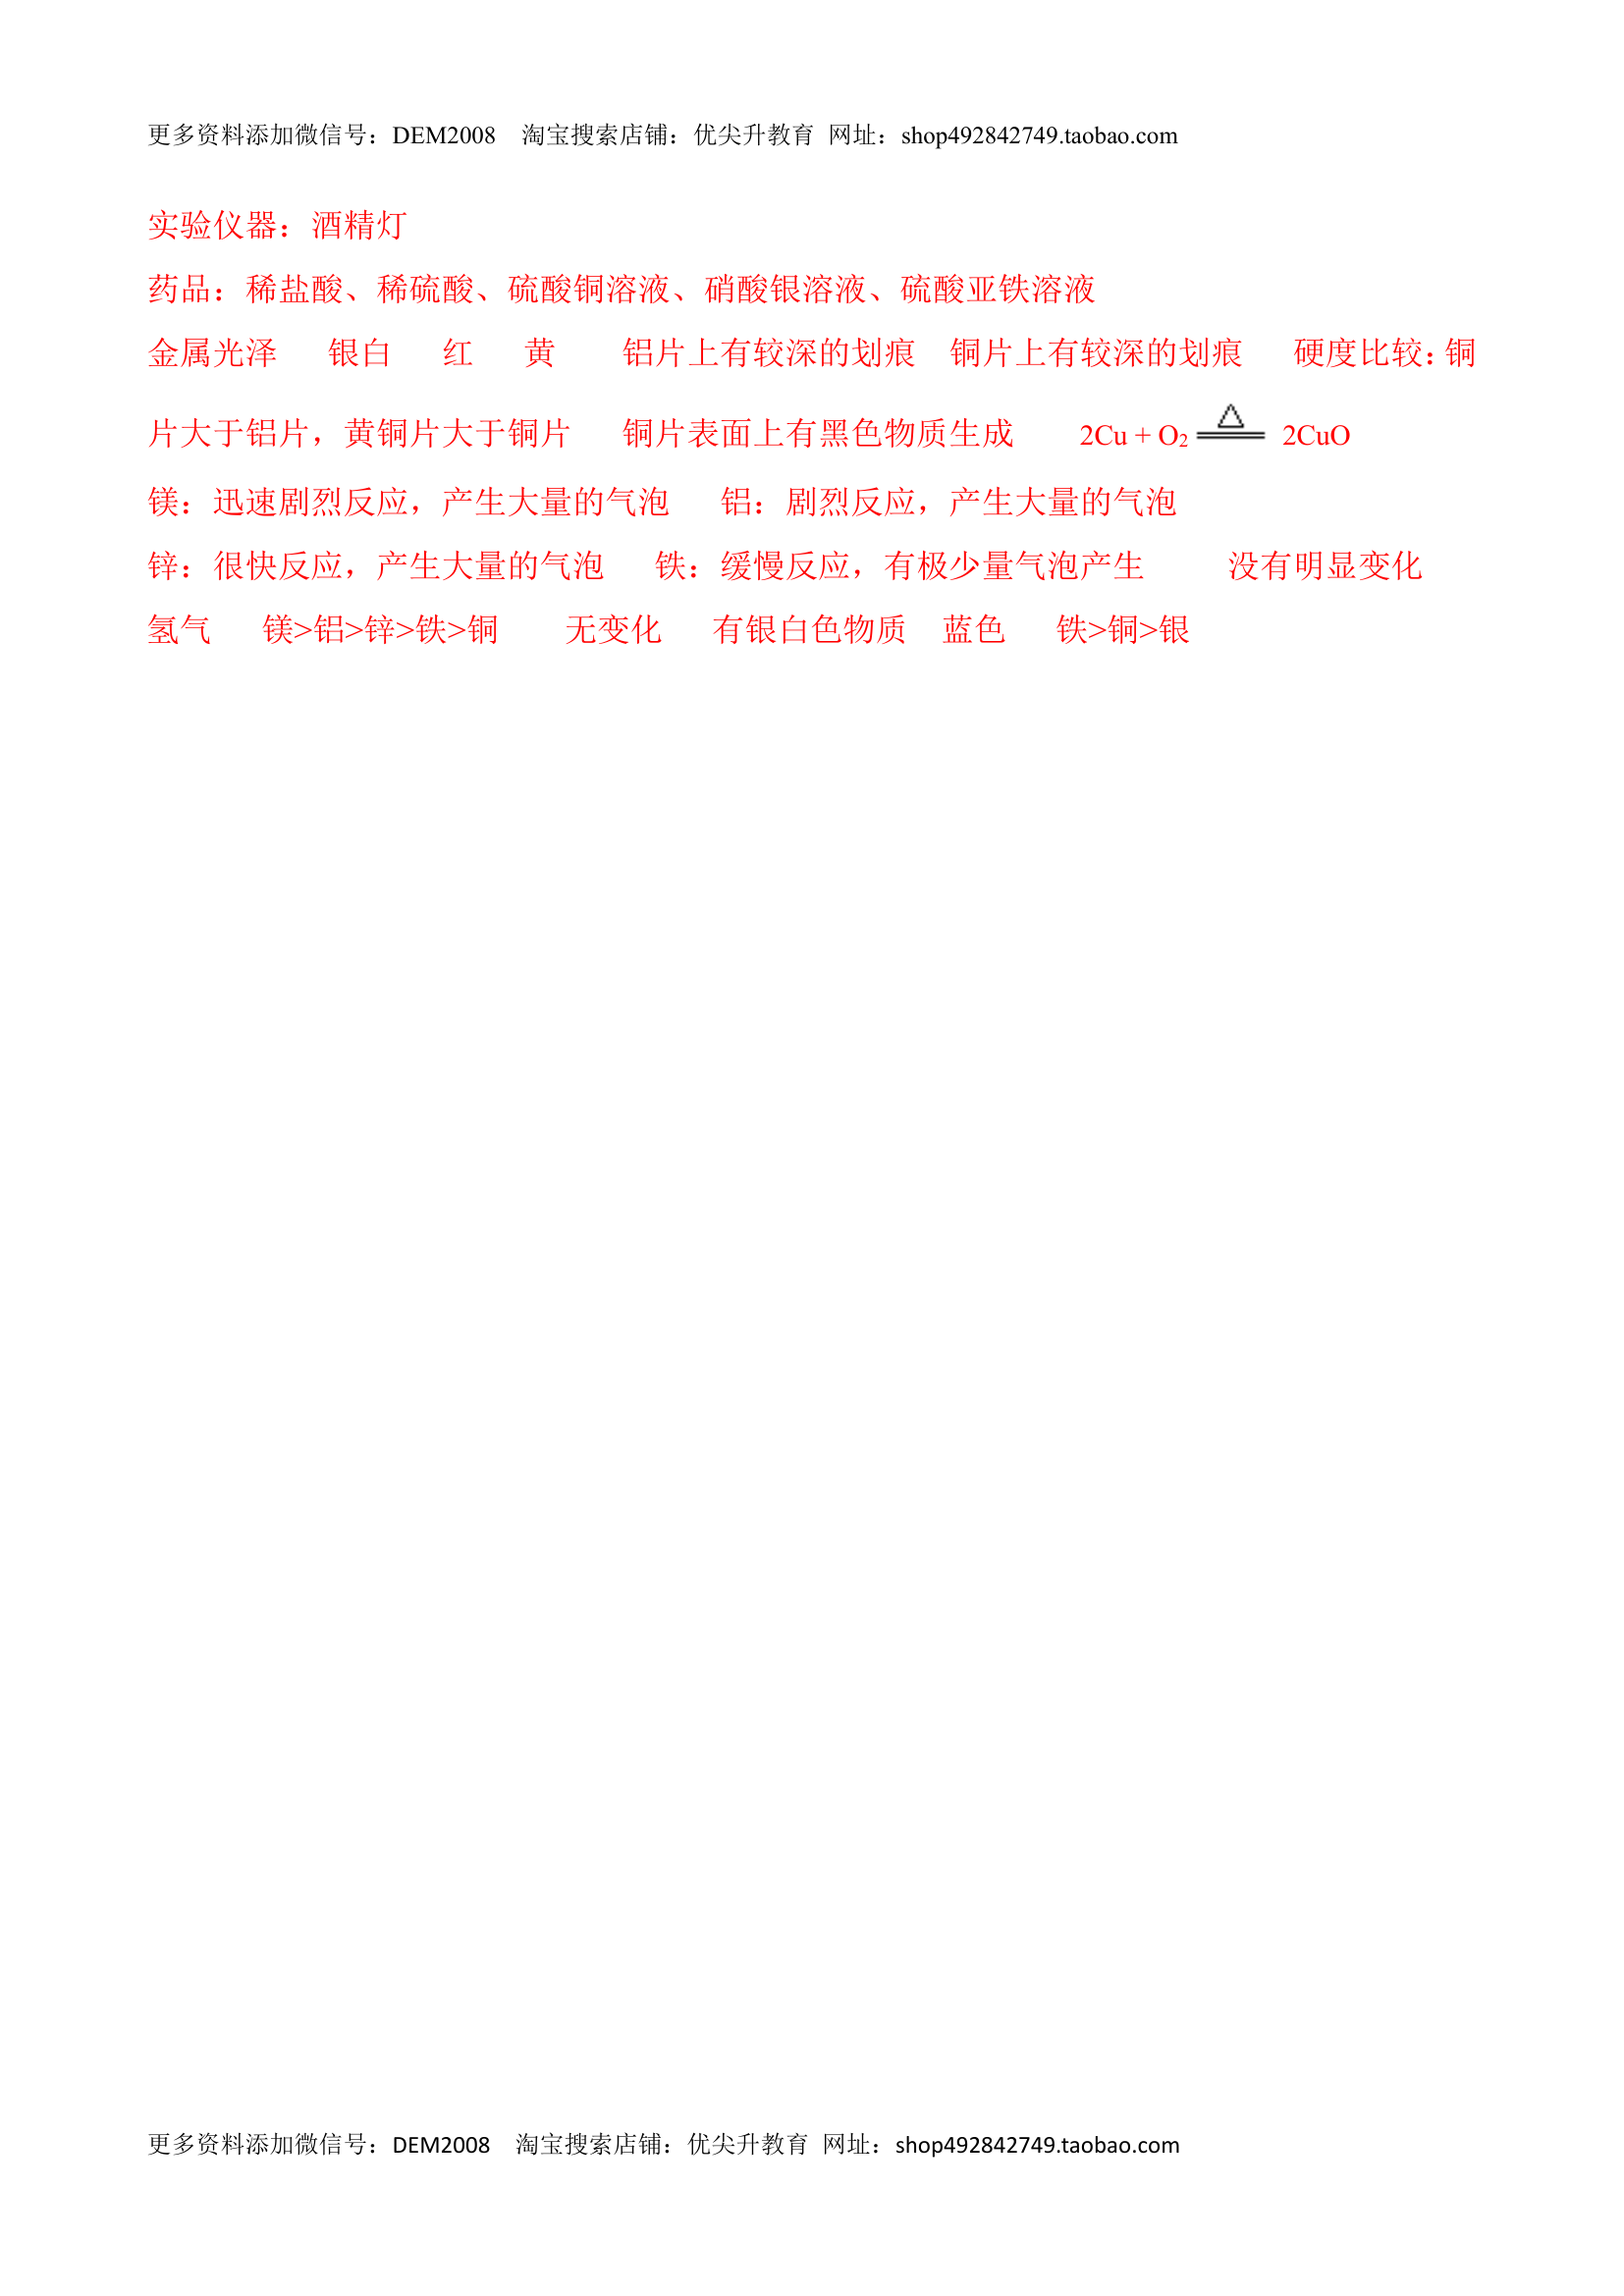 更多资料添加微信号：DEM2008 淘宝搜索店铺：优尖升教育 网址：shop492842749.taobao.com
实验仪器：酒精灯
药品：稀盐酸、稀硫酸、硫酸铜溶液、硝酸银溶液、硫酸亚铁溶液
金属光泽 银白 红 黄 铝片上有较深的划痕 铜片上有较深的划痕 硬度比较：铜
片大于铝片，黄铜片大于铜片 铜片表面上有黑色物质生成 2Cu + O₂ ≜ 2CuO
镁：迅速剧烈反应，产生大量的气泡 铝：剧烈反应，产生大量的气泡
锌：很快反应，产生大量的气泡 铁：缓慢反应，有极少量气泡产生 没有明显变化
氢气 镁>铝>锌>铁>铜 无变化 有银白色物质 蓝色 铁>铜>银
更多资料添加微信号：DEM2008 淘宝搜索店铺：优尖升教育 网址：shop492842749.taobao.com